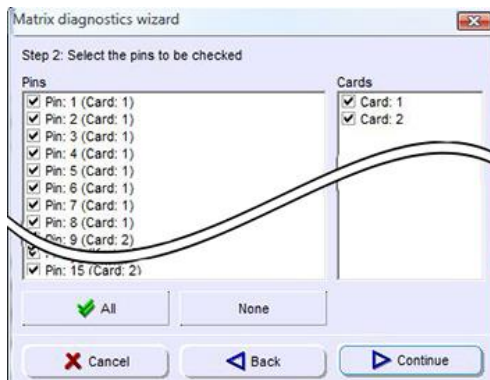 Matrix diagnostics wizard
Step 2: Select the pins to be checked
Pins
Pin: 1 (Card: 1)
Pin: 2 (Card: 1)
Pin: 3 (Card: 1)
Pin: 4 (Card: 1)
Pin: 5 (Card: 1)
Pin: 6 (Card: 1)
Pin: 7 (Card: 1)
Pin: 8 (Card: 1)
Pin: 9 (Card: 2)
Pin: 15 (Card: 2)
Cards
Card: 1
Card: 2
All
None
Cancel
Back
Continue